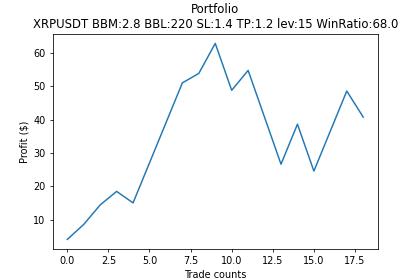 Portfolio
XRPUSDT BBM:2.8 BBL:220 SL:1.4 TP:1.2 lev:15 WinRatio:68.0
Profit ($)
60
50
40
30
20
10
0.0 2.5 5.0 7.5 10.0 12.5 15.0 17.5
Trade counts